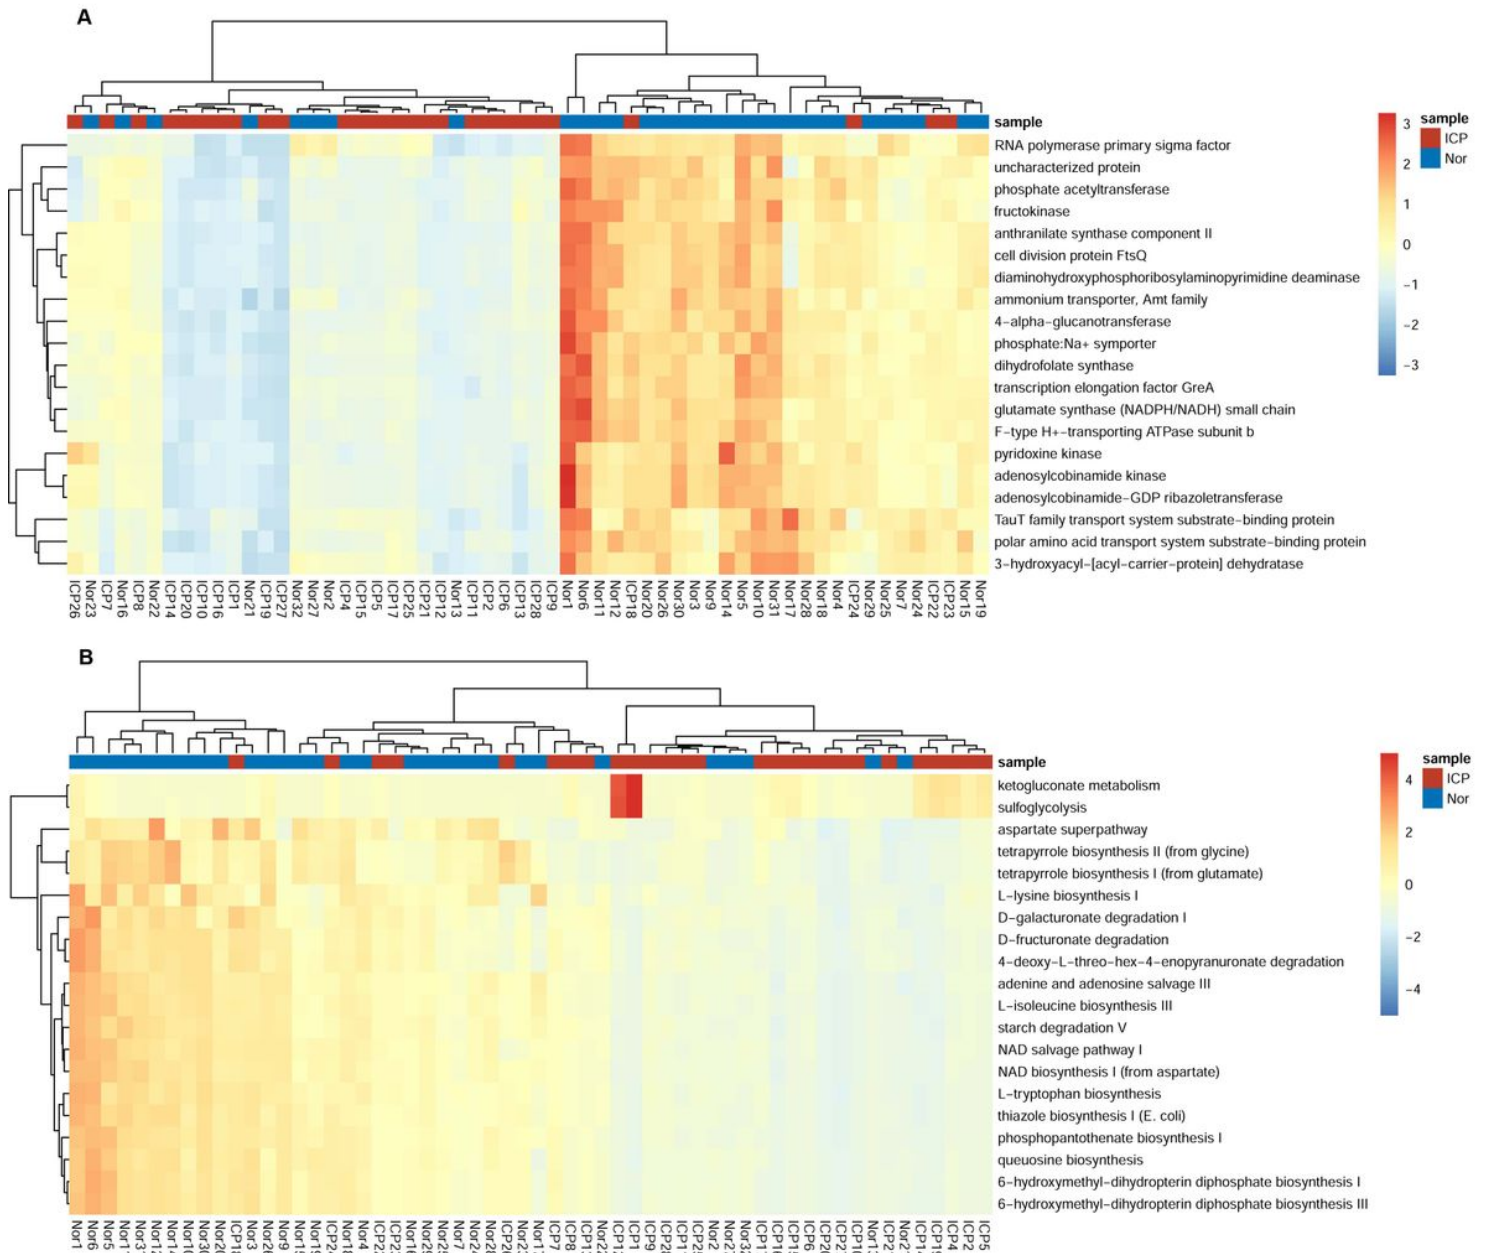 A
sample
RNA polymerase primary sigma factor
uncharacterized protein
phosphate acetyltransferase
fructokinase
anthranilate synthase component II
cell division protein FtsQ
diaminohydroxyphosphoribosylaminopyrimidine deaminase
ammonium transporter, Amt family
4-alpha-glucanotransferase
phosphate:Na+ symporter
dihydrofolate synthase
transcription elongation factor GreA
glutamate synthase (NADPH/NADH) small chain
F-type H+-transporting ATPase subunit b
pyridoxine kinase
adenosylcobinamide kinase
adenosylcobinamide-GDP ribazoletransferase
TauT family transport system substrate-binding protein
polar amino acid transport system substrate-binding protein
3-hydroxyacyl-[acyl-carrier-protein] dehydratase
3
2
1
0
-1
-2
-3
sample
ICP
Nor
ICP26 Nor23 ICP7 Nor16 ICP8 Nor22 ICP14 ICP20 ICP10 ICP16 ICP1 Nor21 ICP19 ICP27 Nor32 Nor27 Nor2 ICP4 ICP15 ICP5 ICP17 ICP25 ICP21 ICP12 Nor13 ICP11 ICP2 ICP6 ICP13 ICP28 ICP9 Nor1 Nor6 Nor11 Nor12 ICP18 Nor20 Nor26 Nor30 Nor3 Nor9 Nor14 Nor5 Nor10 Nor31 Nor17 Nor28 Nor18 Nor4 ICP24 Nor29 Nor25 Nor7 Nor24 ICP22 ICP23 Nor15 Nor19
B
sample
ketogluconate metabolism
sulfoglycolysis
aspartate superpathway
tetrapyrrole biosynthesis II (from glycine)
tetrapyrrole biosynthesis I (from glutamate)
L-lysine biosynthesis I
D-galacturonate degradation I
D-fructuronate degradation
4-deoxy-L-threo-hex-4-enopyranuronate degradation
adenine and adenosine salvage III
L-isoleucine biosynthesis III
starch degradation V
NAD salvage pathway I
NAD biosynthesis I (from aspartate)
L-tryptophan biosynthesis
thiazole biosynthesis I (E. coli)
phosphopantothenate biosynthesis I
queuosine biosynthesis
6-hydroxymethyl-dihydropterin diphosphate biosynthesis I
6-hydroxymethyl-dihydropterin diphosphate biosynthesis III
4
2
0
-2
-4
sample
ICP
Nor
Nor1 Nor6 Nor5 Nor3 Nor9 Nor4 Nor7 ICP7 ICP8 ICP1 ICP9 ICP6 ICP4 ICP2 ICP5